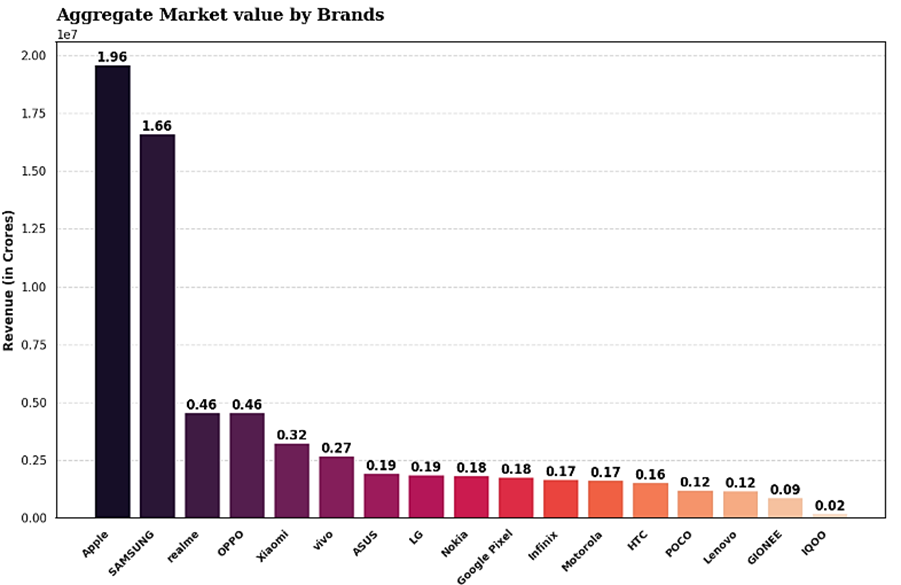 Aggregate Market value by Brands
1e7
2.00
1.75
1.50
1.25
1.00
0.75
0.50
0.25
0.00
Revenue (in Crores)
1.96
1.66
0.46
0.46
0.32
0.27
0.19
0.19
0.18
0.18
0.17
0.17
0.16
0.12
0.12
0.09
0.02
Apple
SAMSUNG
realme
OPPO
Xiaomi
vivo
ASUS
LG
Nokia
Google Pixel
Infinix
Motorola
HTC
POCO
Lenovo
GIONEE
IQOO